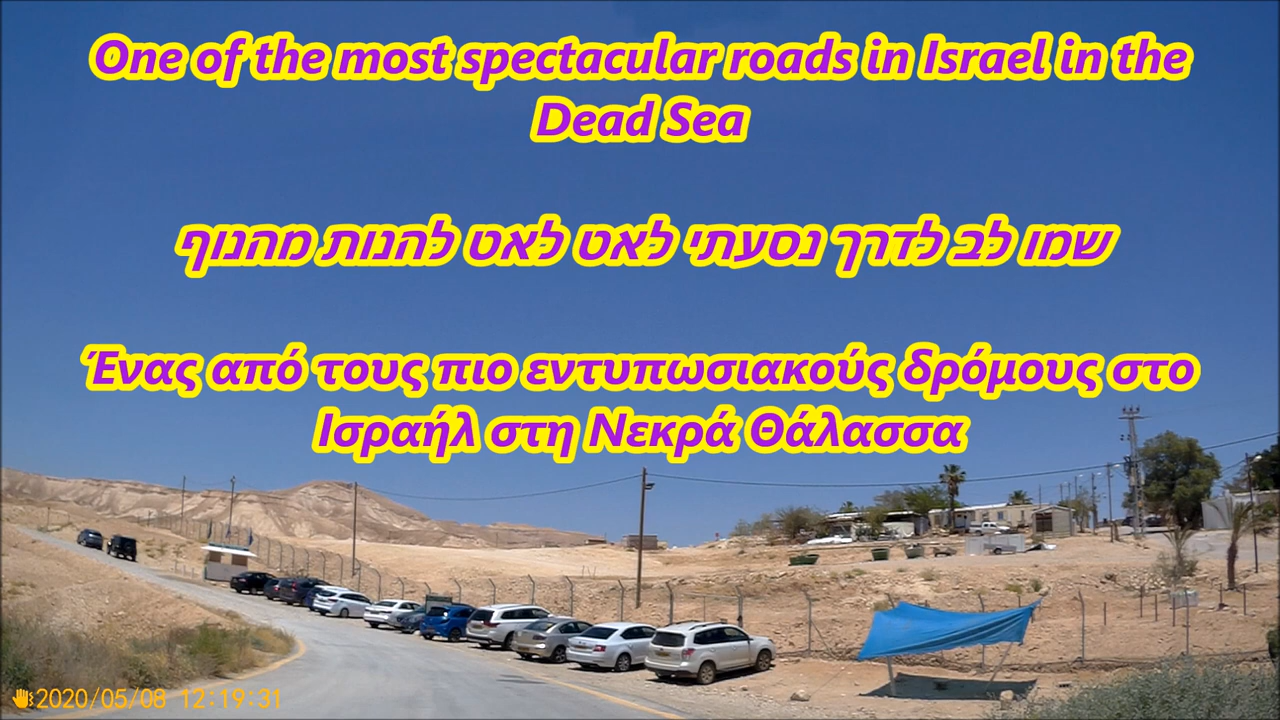 One of the most spectacular roads in Israel in the
Dead Sea
שמו לב לדרך נסעתי לאט לאט להנות מהנוף
Ένας από τους πιο εντυπωσιακούς δρόμους στο
Ισραήλ στη Νεκρά Θάλασσα
2020/05/08 12:19:31